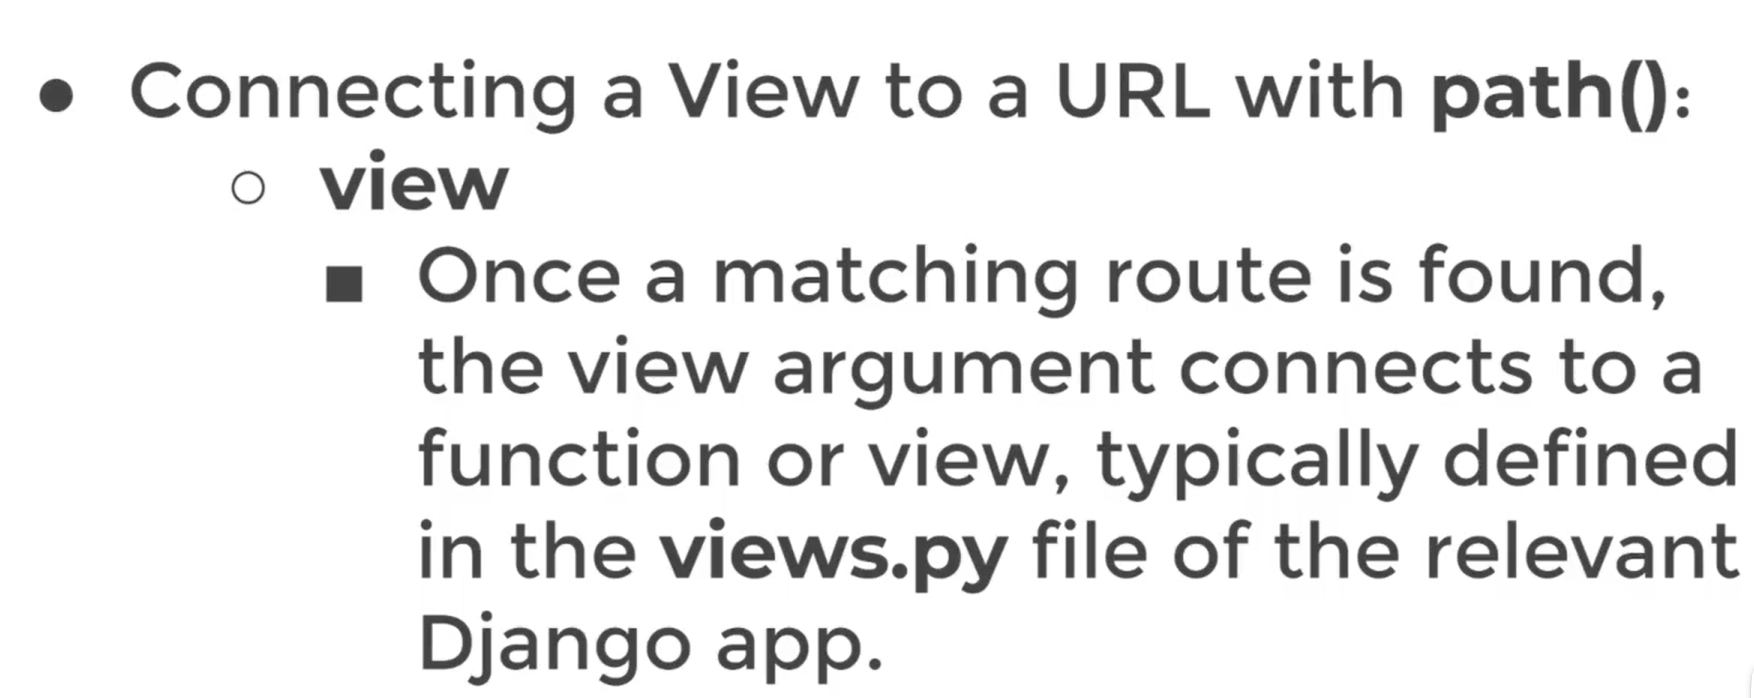 ● Connecting a View to a URL with path():
○ view
■ Once a matching route is found,
the view argument connects to a
function or view, typically defined
in the views.py file of the relevant
Django app.